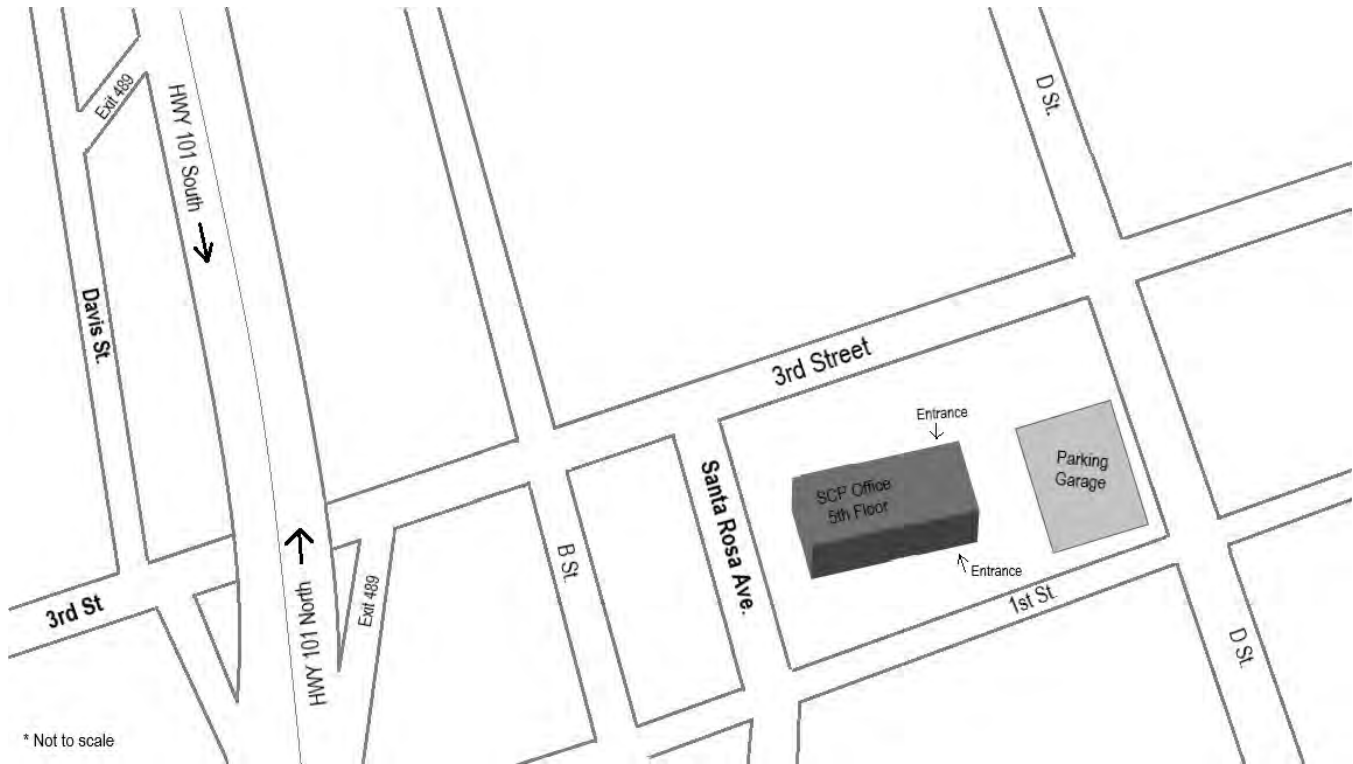 Exit 489
HWY 101 South
D St.
Davis St.
3rd Street
Entrance
Parking
Garage
SCP Office
5th Floor
Santa Rosa Ave.
B St.
Entrance
1st St.
Exit 489
HWY 101 North
3rd St
D St.
* Not to scale